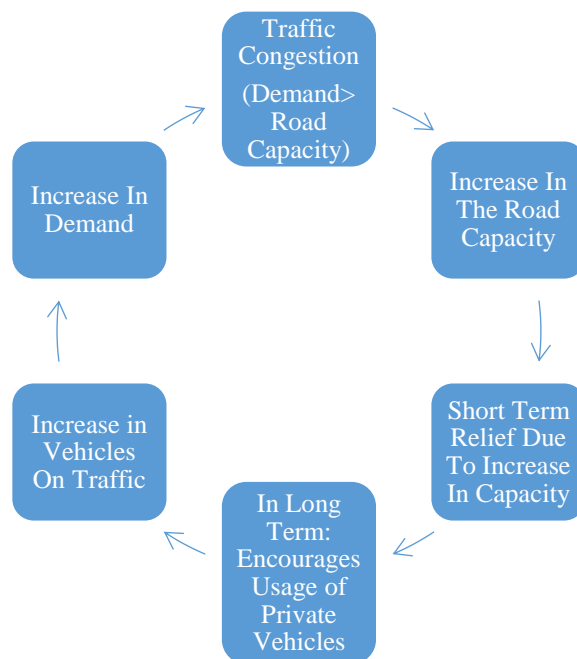 Traffic
Congestion
(Demand>
Road
Capacity)
Increase In
The Road
Capacity
Short Term
Relief Due
To Increase
In Capacity
In Long
Term:
Encourages
Usage of
Private
Vehicles
Increase in
Vehicles
On Traffic
Increase In
Demand